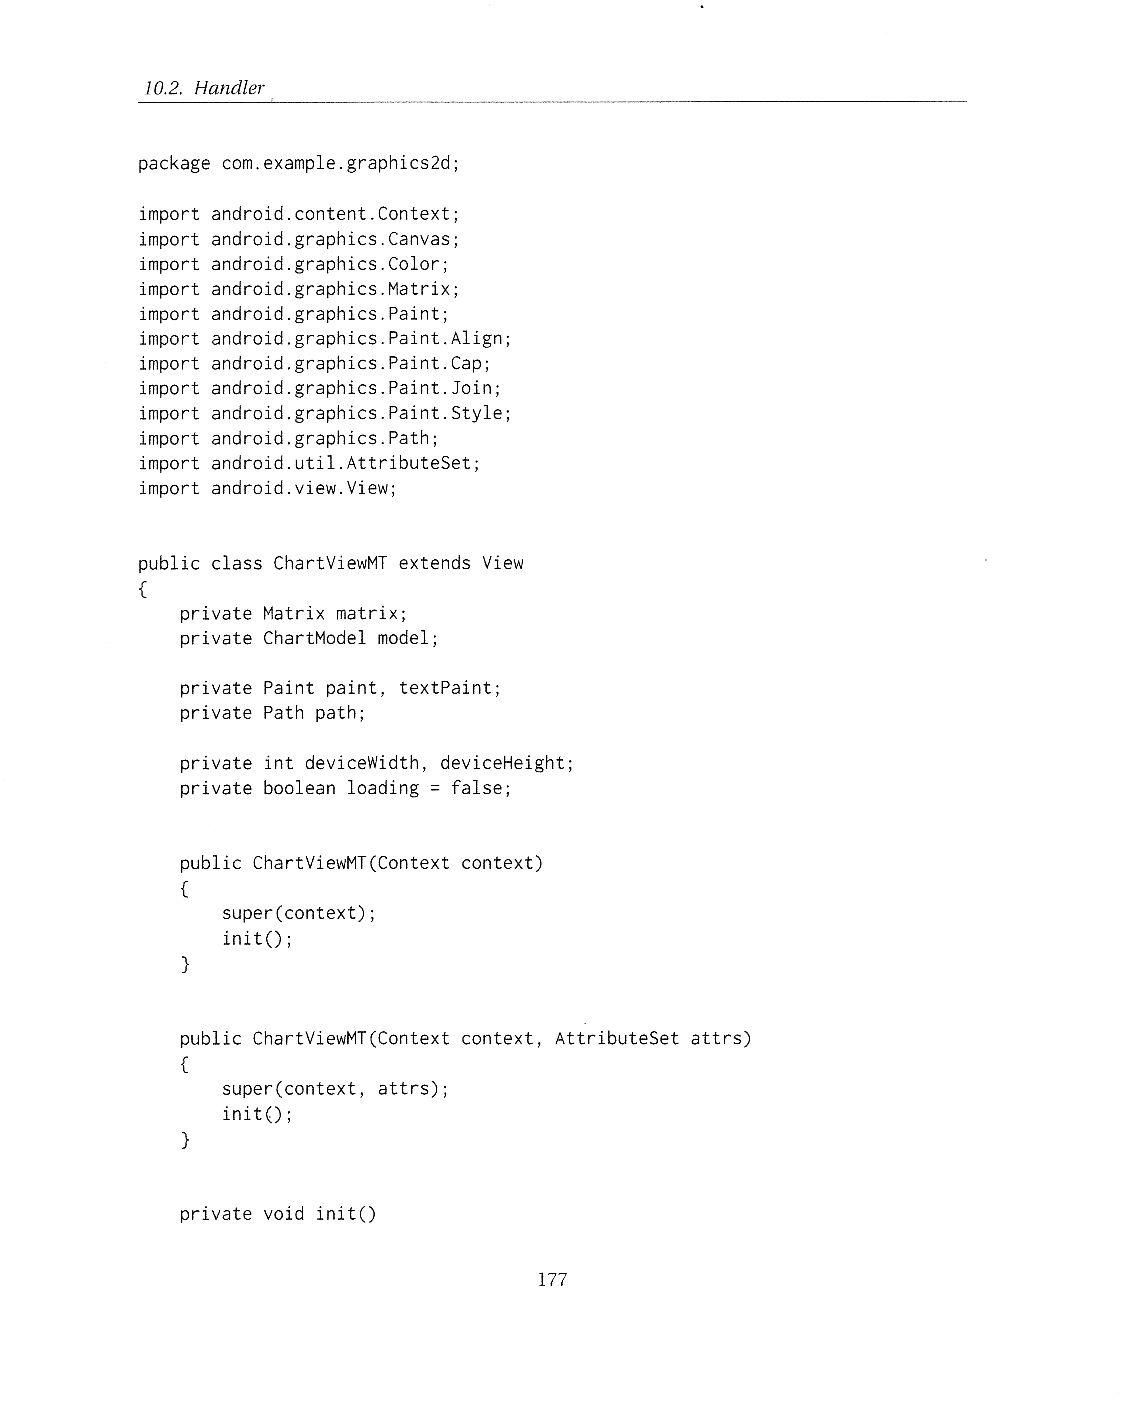 10.2. Handler
package com.example.graphics2d;
import android.content.Context;
import android.graphics.Canvas;
import android.graphics.Color;
import android.graphics.Matrix;
import android.graphics.Paint;
import android.graphics.Paint.Align;
import android.graphics.Paint.Cap;
import android.graphics.Paint.Join;
import android.graphics.Paint.Style;
import android.graphics.Path;
import android.util.AttributeSet;
import android.view.View;
public class ChartViewMT extends View
{
    private Matrix matrix;
    private ChartModel model;
    private Paint paint, textPaint;
    private Path path;
    private int deviceWidth, deviceHeight;
    private boolean loading = false;
    public ChartViewMT(Context context)
    {
        super(context);
        init();
    }
    public ChartViewMT(Context context, AttributeSet attrs)
    {
        super(context, attrs);
        init();
    }
    private void init()
177